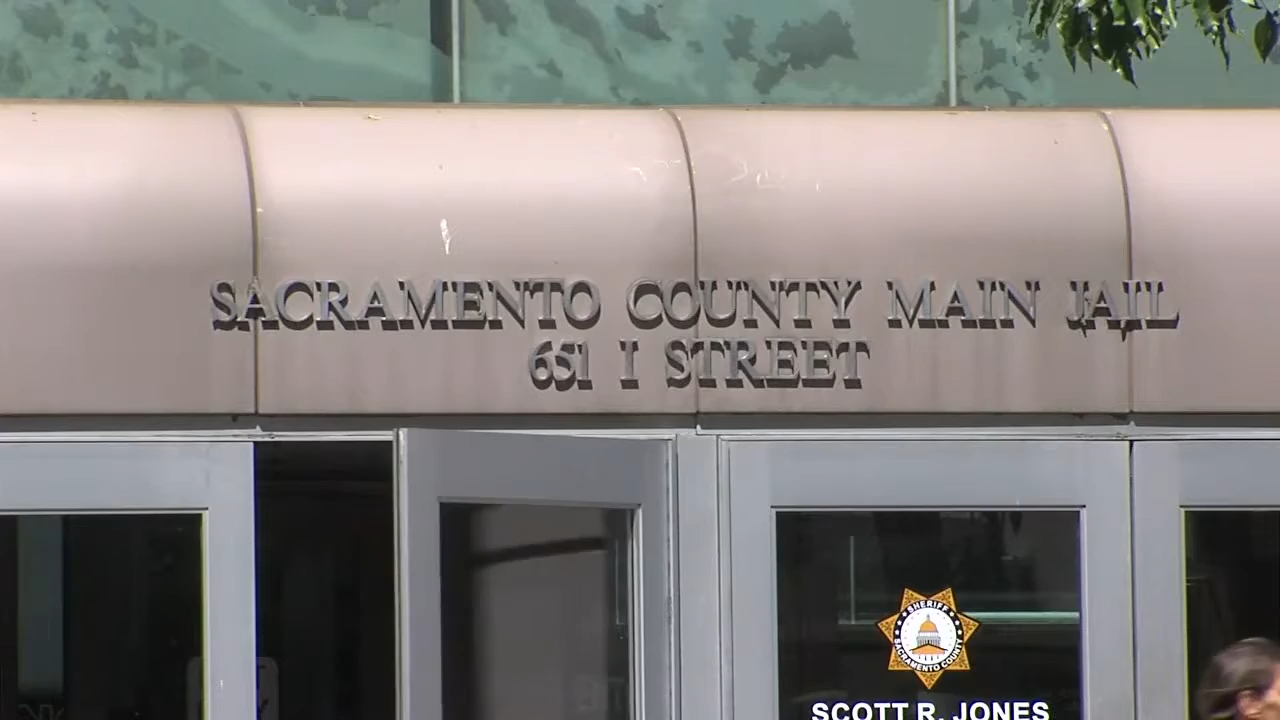 SACRAMENTO COUNTY MAIN JAIL
651 I STREET
SHERIFF
SACRAMENTO COUNTY
SCOTT R. JONES